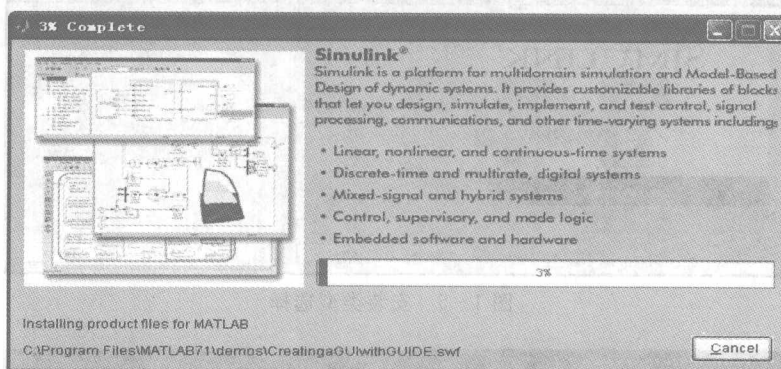 3% Complete
Simulink®
Simulink is a platform for multidomain simulation and Model-Based
Design of dynamic systems. It provides customizable libraries of blocks
that let you design, simulate, implement, and test control, signal
processing, communications, and other time-varying systems including:
• Linear, nonlinear, and continuous-time systems
• Discrete-time and multirate, digital systems
• Mixed-signal and hybrid systems
• Control, supervisory, and mode logic
• Embedded software and hardware
3%
Installing product files for MATLAB
C:\Program Files\MATLAB71\demos\CreatingaGUIwithGUIDE.swf
Cancel